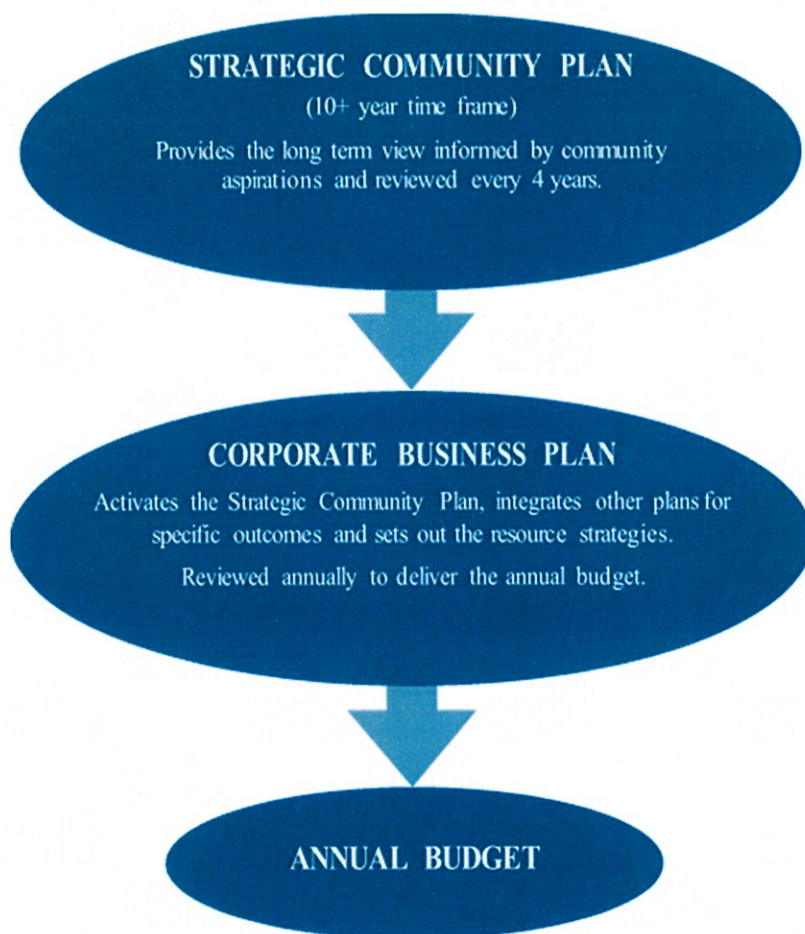 STRATEGIC COMMUNITY PLAN
(10+ year time frame)
Provides the long term view informed by community
aspirations and reviewed every 4 years.
CORPORATE BUSINESS PLAN
Activates the Strategic Community Plan, integrates other plans for
specific outcomes and sets out the resource strategies.
Reviewed annually to deliver the annual budget.
ANNUAL BUDGET